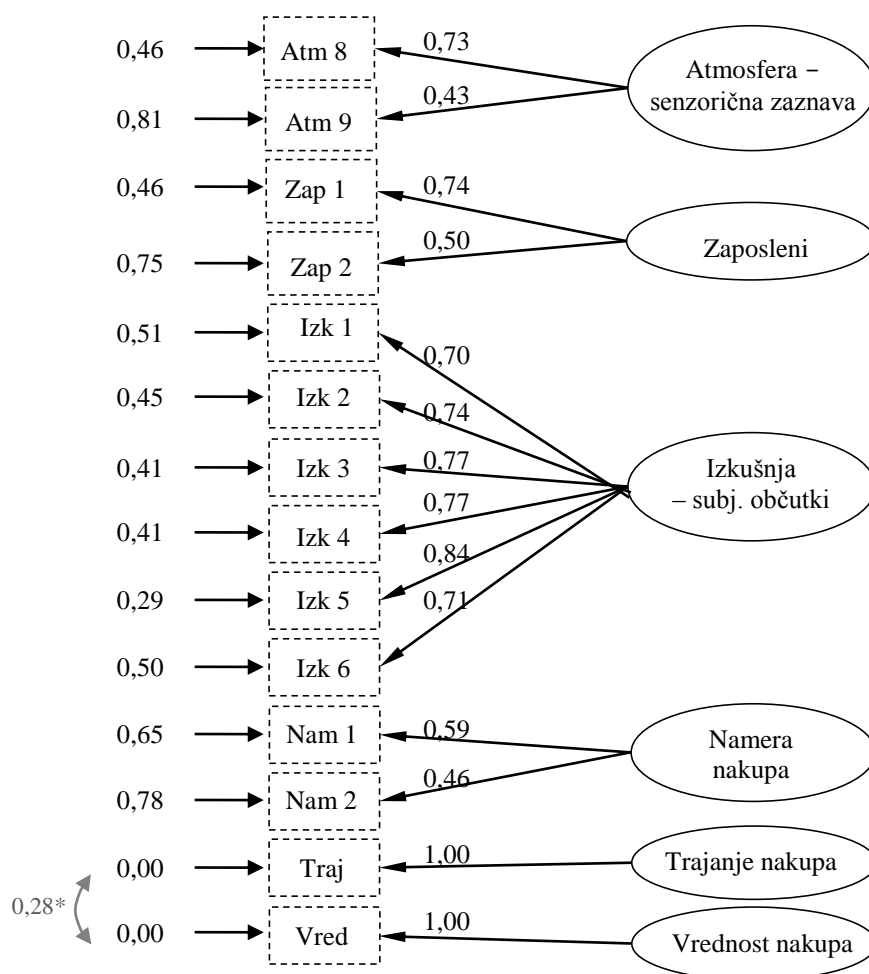 0,46 Atm 8 0,73
Atmosfera –
senzorična zaznava
0,81 Atm 9 0,43
0,46 Zap 1 0,74
Zaposleni
0,75 Zap 2 0,50
0,51 Izk 1 0,70
0,45 Izk 2 0,74
0,41 Izk 3 0,77
Izkušnja
– subj. občutki
0,41 Izk 4 0,77
0,29 Izk 5 0,84
0,50 Izk 6 0,71
0,65 Nam 1 0,59
Namera
nakupa
0,78 Nam 2 0,46
0,00 Traj 1,00 Trajanje nakupa
0,28*
0,00 Vred 1,00 Vrednost nakupa